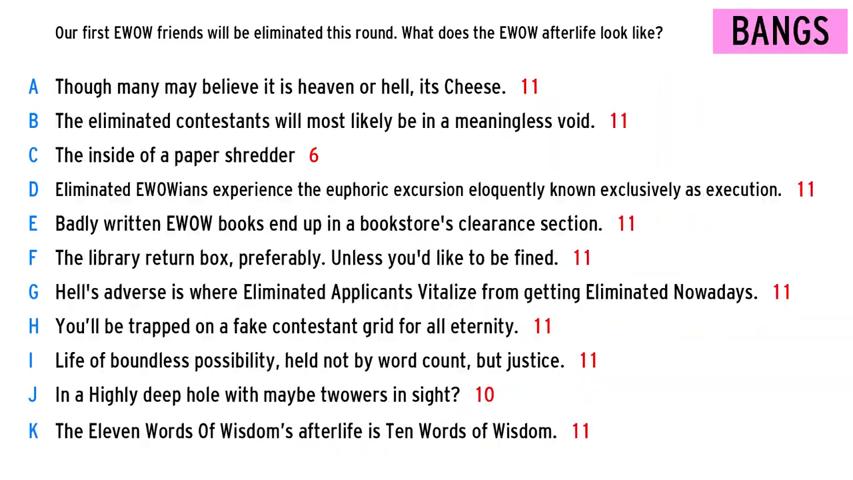 Our first EWOW friends will be eliminated this round. What does the EWOW afterlife look like?
BANGS
A Though many may believe it is heaven or hell, its Cheese. 11
B The eliminated contestants will most likely be in a meaningless void. 11
C The inside of a paper shredder 6
D Eliminated EWOWians experience the euphoric excursion eloquently known exclusively as execution. 11
E Badly written EWOW books end up in a bookstore's clearance section. 11
F The library return box, preferably. Unless you'd like to be fined. 11
G Hell's adverse is where Eliminated Applicants Vitalize from getting Eliminated Nowadays. 11
H You’ll be trapped on a fake contestant grid for all eternity. 11
I Life of boundless possibility, held not by word count, but justice. 11
J In a Highly deep hole with maybe twowers in sight? 10
K The Eleven Words Of Wisdom’s afterlife is Ten Words of Wisdom. 11